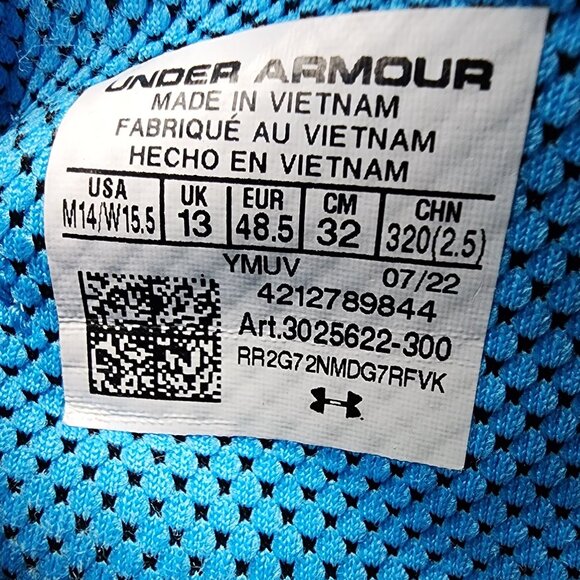 UNDER ARMOUR
MADE IN VIETNAM
FABRIQUÉ AU VIETNAM
HECHO EN VIETNAM
USA UK EUR CM CHN
M14/W15.5 13 48.5 32 320(2.5)
YMUV 07/22
4212789844
Art.3025622-300
RR2G72NMDG7RFVK